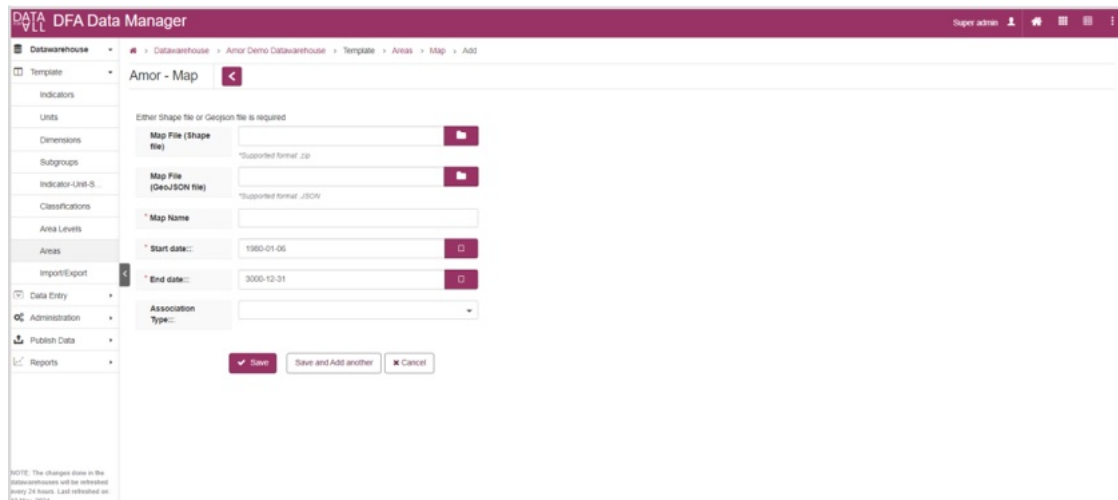 DATA FOR ALL DFA Data Manager
Super admin
Datawarehouse
Datawarehouse > Amor Demo Datawarehouse > Template > Areas > Map > Add
Template
Amor - Map
Indicators
Units
Dimensions
Subgroups
Indicator-Unit-S...
Classifications
Area Levels
Areas
Import/Export
Data Entry
Administration
Publish Data
Reports
Either Shape file or Geojson file is required
Map File (Shape
file)
*Supported format .zip
Map File
(GeoJSON file)
*Supported format .JSON
* Map Name
* Start date:::
1980-01-06
* End date:::
3000-12-31
Association
Type:::
Save
Save and Add another
Cancel
NOTE: The changes done in the
datawarehouses will be refreshed
every 24 hours. Last refreshed on